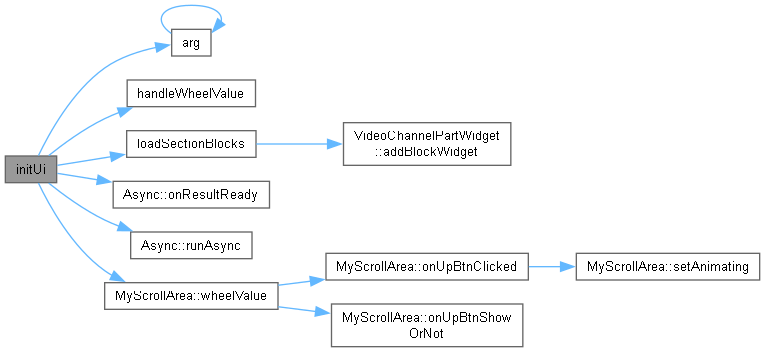 initUi
arg
handleWheelValue
loadSectionBlocks
VideoChannelPartWidget
::addBlockWidget
Async::onResultReady
Async::runAsync
MyScrollArea::wheelValue
MyScrollArea::onUpBtnClicked
MyScrollArea::setAnimating
MyScrollArea::onUpBtnShow
OrNot